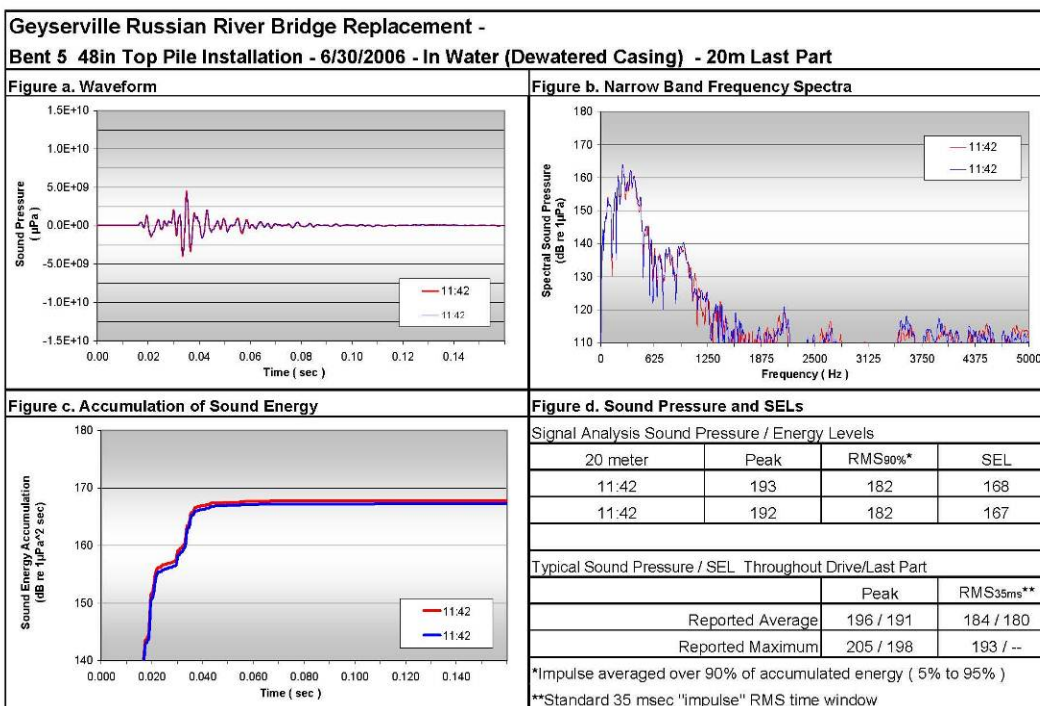 Geyserville Russian River Bridge Replacement -
Bent 5 48in Top Pile Installation - 6/30/2006 - In Water (Dewatered Casing) - 20m Last Part
Figure a. Waveform
1.5E+10
1.0E+10
5.0E+09
0.0E+00
-5.0E+09
-1.0E+10
-1.5E+10
Sound Pressure
( µPa)
11:42
11:42
0.00 0.02 0.04 0.06 0.08 0.10 0.12 0.14
Time ( sec )
Figure b. Narrow Band Frequency Spectra
180
170
160
150
140
130
120
110
Spectral Sound Pressure
(dB re 1µPa)
11:42
11:42
0 625 1250 1875 2500 3125 3750 4375 5000
Frequency ( Hz )
Figure c. Accumulation of Sound Energy
180
170
160
150
140
Sound Energy Accumulation
(dB re 1µPa^2 sec)
11:42
11:42
0.000 0.020 0.040 0.060 0.080 0.100 0.120 0.140
Time ( sec )
Figure d. Sound Pressure and SELs
Signal Analysis Sound Pressure / Energy Levels
20 meter Peak RMS90%* SEL
11:42 193 182 168
11:42 192 182 167
Typical Sound Pressure / SEL Throughout Drive/Last Part
Peak RMS35ms**
Reported Average 196 / 191 184 / 180
Reported Maximum 205 / 198 193 / --
*Impulse averaged over 90% of accumulated energy ( 5% to 95% )
**Standard 35 msec "impulse" RMS time window